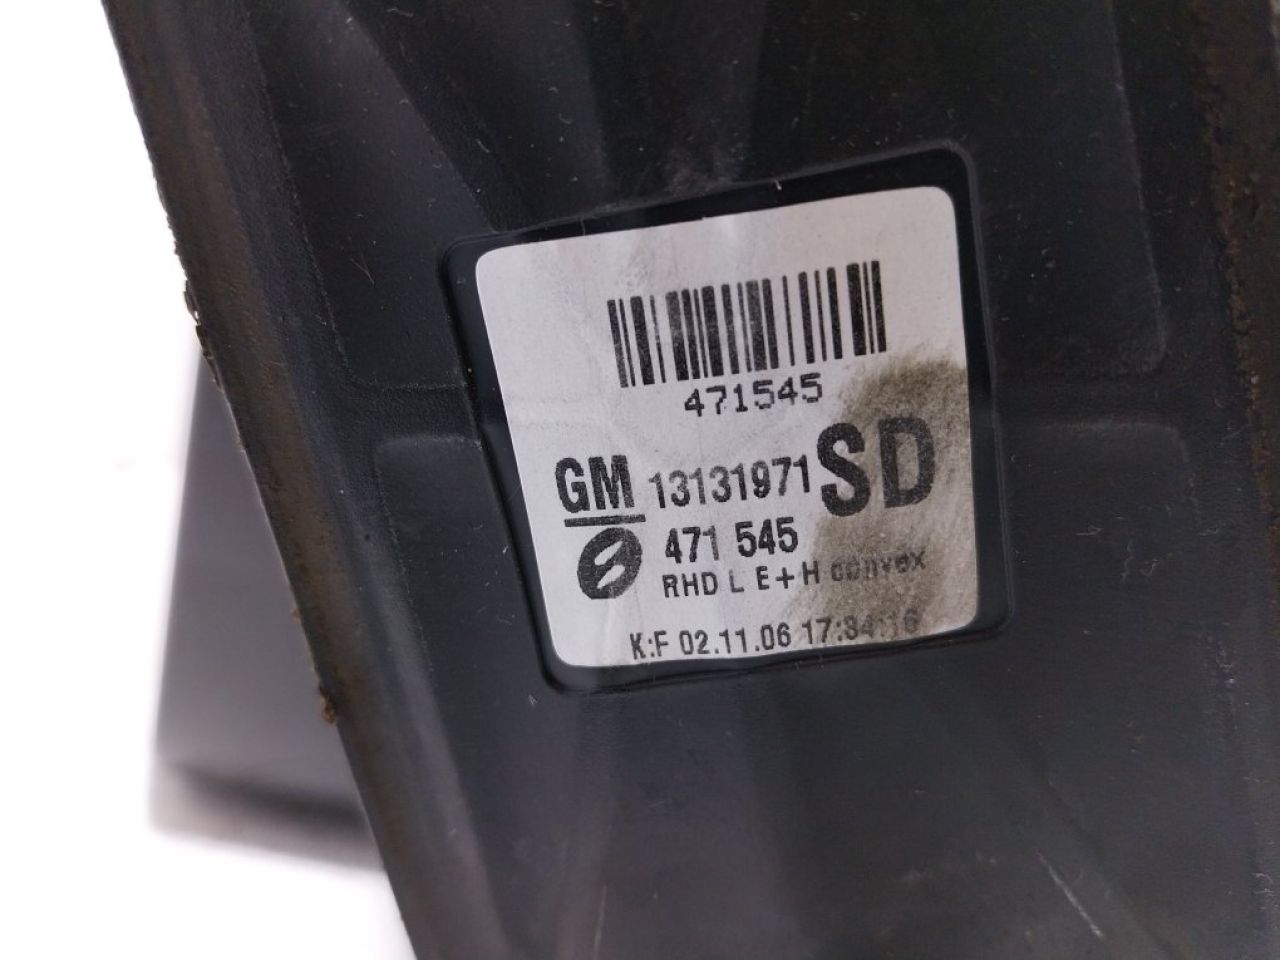 471545
GM 13131971 SD
471 545
RHD L E+H convex
K:F 02.11.06 17:34:16